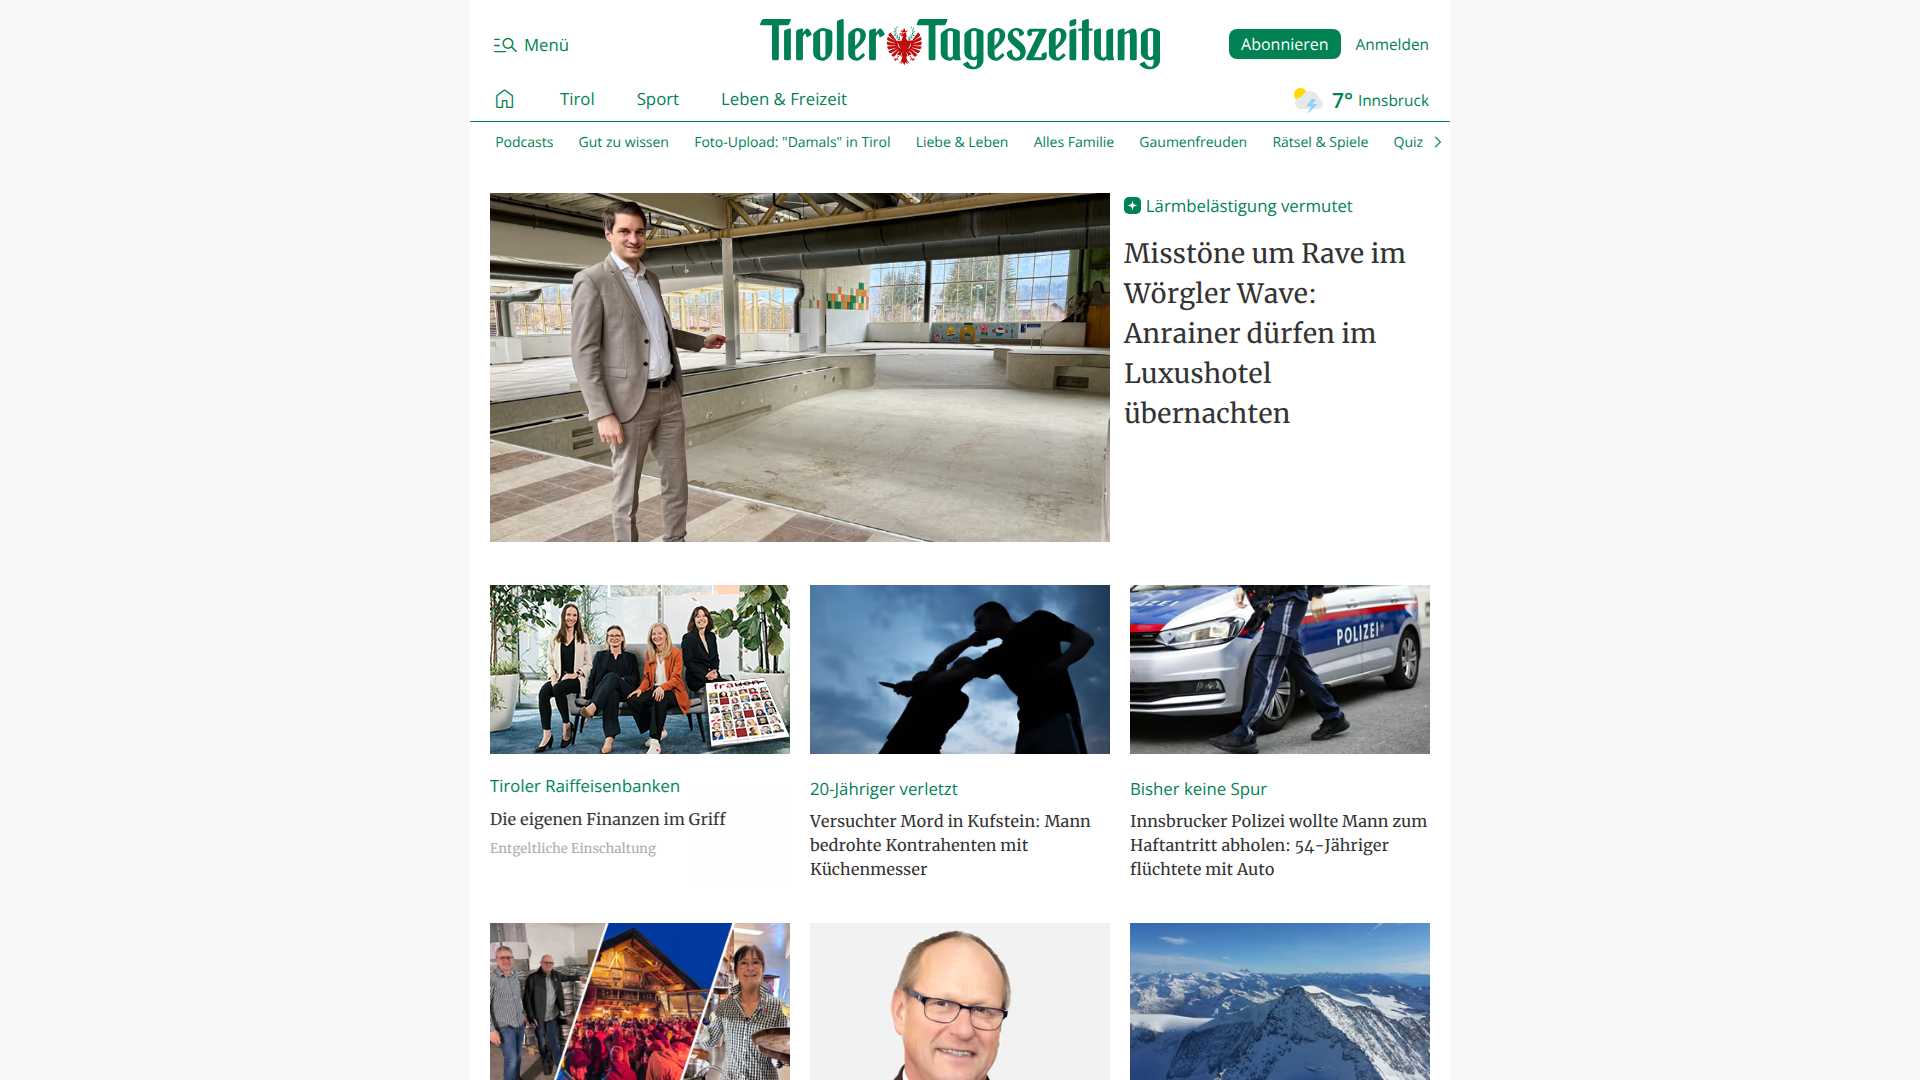 Menü
Tiroler Tageszeitung
Abonnieren
Anmelden
Tirol
Sport
Leben & Freizeit
7° Innsbruck
Podcasts
Gut zu wissen
Foto-Upload: "Damals" in Tirol
Liebe & Leben
Alles Familie
Gaumenfreuden
Rätsel & Spiele
Quiz
Lärmbelästigung vermutet
Misstöne um Rave im
Wörgler Wave:
Anrainer dürfen im
Luxushotel
übernachten
frauen
POLIZEI
Tiroler Raiffeisenbanken
Die eigenen Finanzen im Griff
Entgeltliche Einschaltung
20-Jähriger verletzt
Versuchter Mord in Kufstein: Mann
bedrohte Kontrahenten mit
Küchenmesser
Bisher keine Spur
Innsbrucker Polizei wollte Mann zum
Haftantritt abholen: 54-Jähriger
flüchtete mit Auto